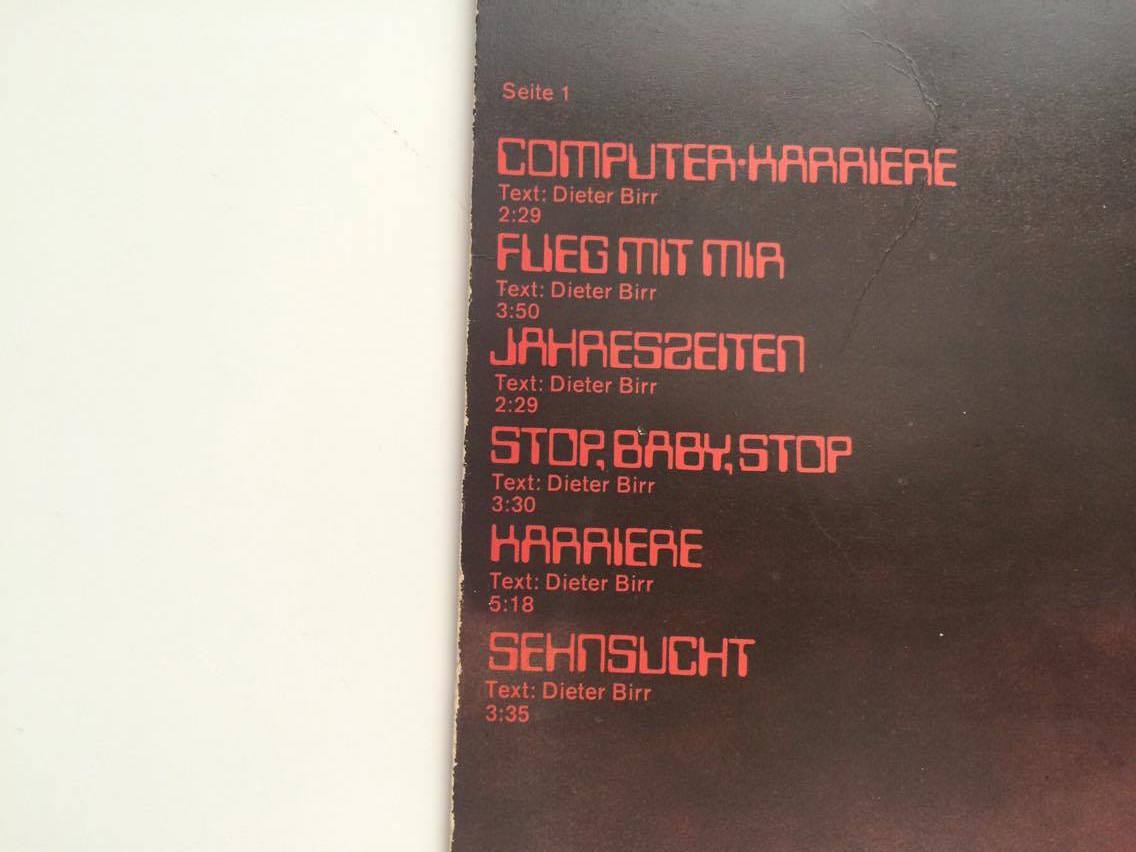 Seite 1
COMPUTER-KARRIERE
Text: Dieter Birr
2:29
FLIEG MIT MIR
Text: Dieter Birr
3:50
JAHRESZEITEN
Text: Dieter Birr
2:29
STOP, BABY, STOP
Text: Dieter Birr
3:30
KARRIERE
Text: Dieter Birr
5:18
SEHNSUCHT
Text: Dieter Birr
3:35